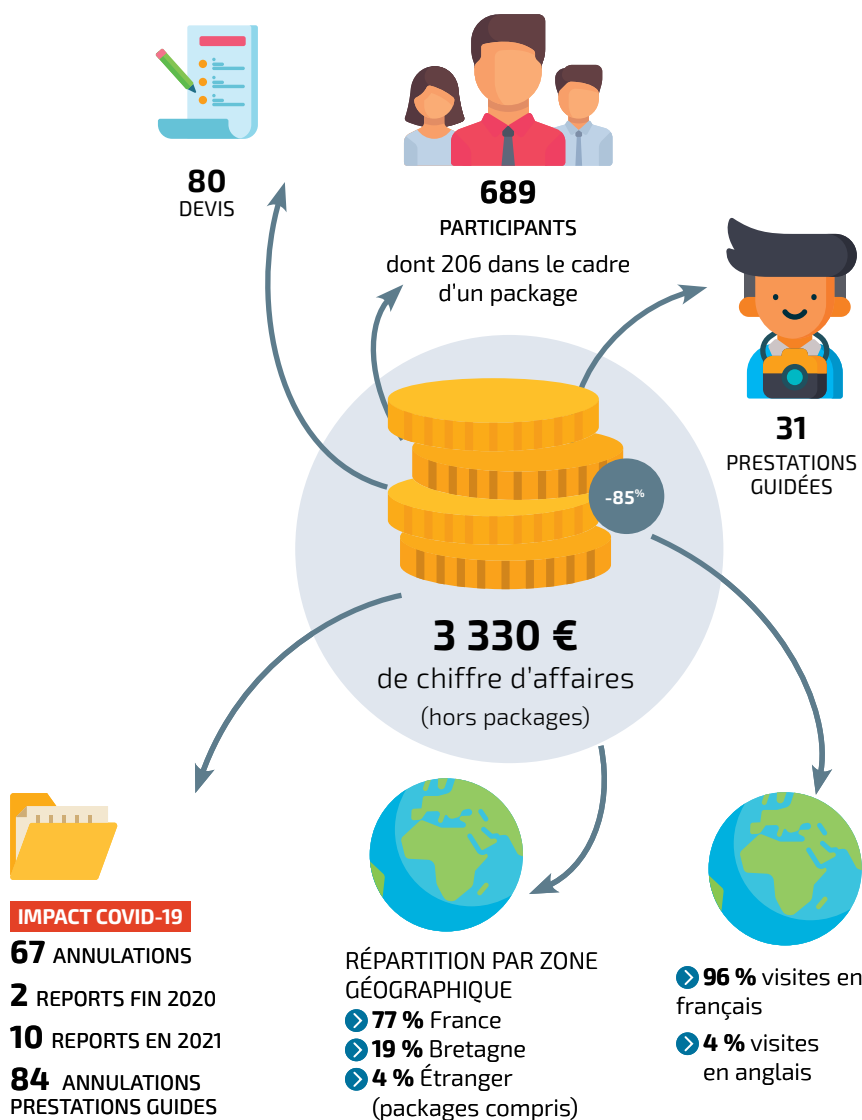 80
DEVIS
689
PARTICIPANTS
dont 206 dans le cadre
d'un package
31
PRESTATIONS
GUIDÉES
-85%
3 330 €
de chiffre d'affaires
(hors packages)
IMPACT COVID-19
67 ANNULATIONS
2 REPORTS FIN 2020
10 REPORTS EN 2021
84 ANNULATIONS
PRESTATIONS GUIDES
RÉPARTITION PAR ZONE
GÉOGRAPHIQUE
77 % France
19 % Bretagne
4 % Étranger
(packages compris)
96 % visites en
français
4 % visites
en anglais